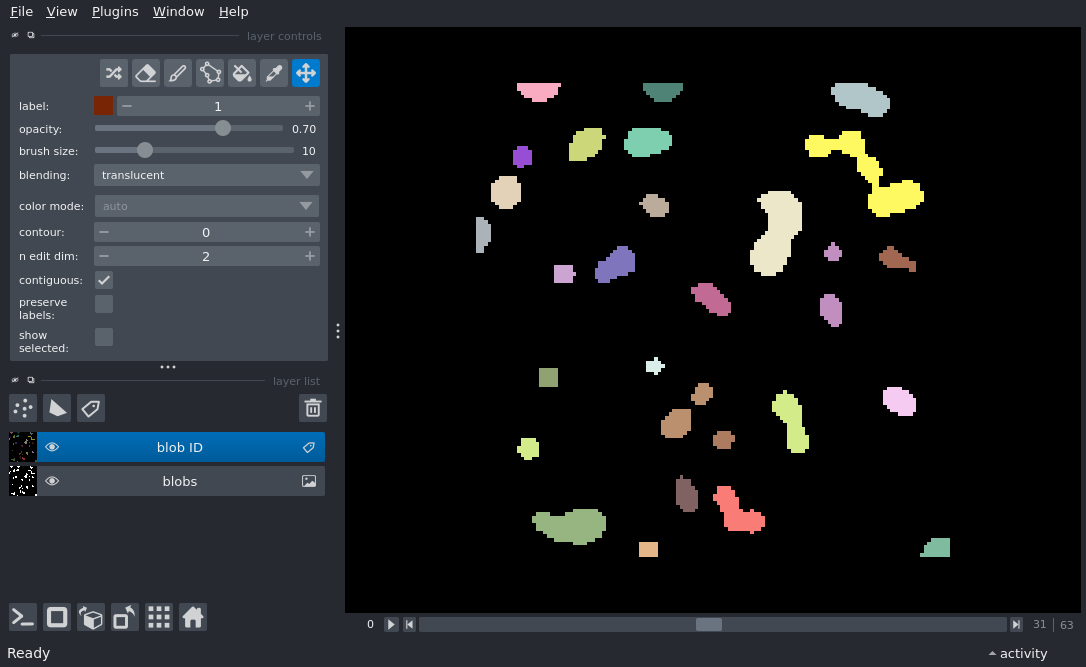 File View Plugins Window Help
layer controls
label: 1
opacity: 0.70
brush size: 10
blending: translucent
color mode: auto
contour: 0
n edit dim: 2
contiguous:
preserve
labels:
show
selected:
layer list
blob ID
blobs
0 31 63
Ready activity